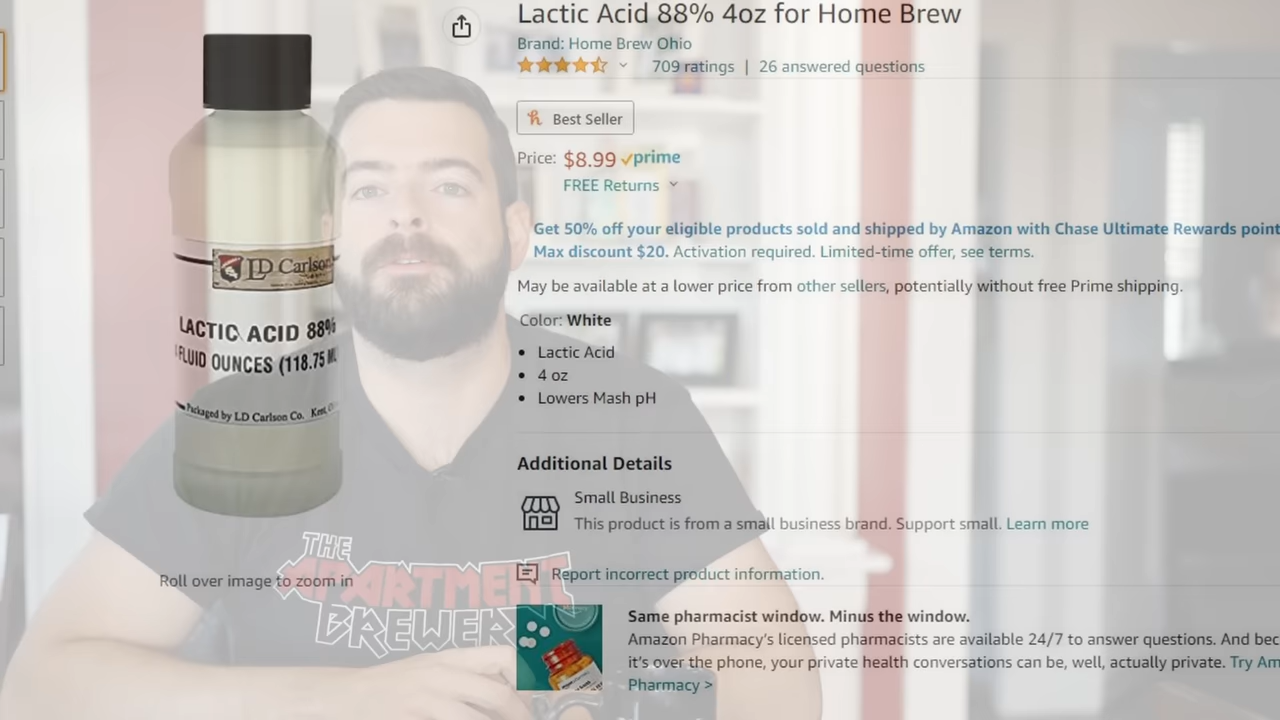 Lactic Acid 88% 4oz for Home Brew
Brand: Home Brew Ohio
709 ratings | 26 answered questions
Best Seller
Price: $8.99 prime
FREE Returns
Get 50% off your eligible products sold and shipped by Amazon with Chase Ultimate Rewards point
Max discount $20. Activation required. Limited-time offer, see terms.
May be available at a lower price from other sellers, potentially without free Prime shipping.
Color: White
• Lactic Acid
• 4 oz
• Lowers Mash pH
Additional Details
Small Business
This product is from a small business brand. Support small. Learn more
Report incorrect product information.
Same pharmacist window. Minus the window.
Amazon Pharmacy's licensed pharmacists are available 24/7 to answer questions. And bec
it's over the phone, your private health conversations can be, well, actually private. Try Am
Pharmacy >
LD Carlson
LACTIC ACID 88%
FLUID OUNCES (118.75 M
Packaged by LD Carlson Co. Kent, O
Roll over image to zoom in
THE
APARTMENT
BREWER